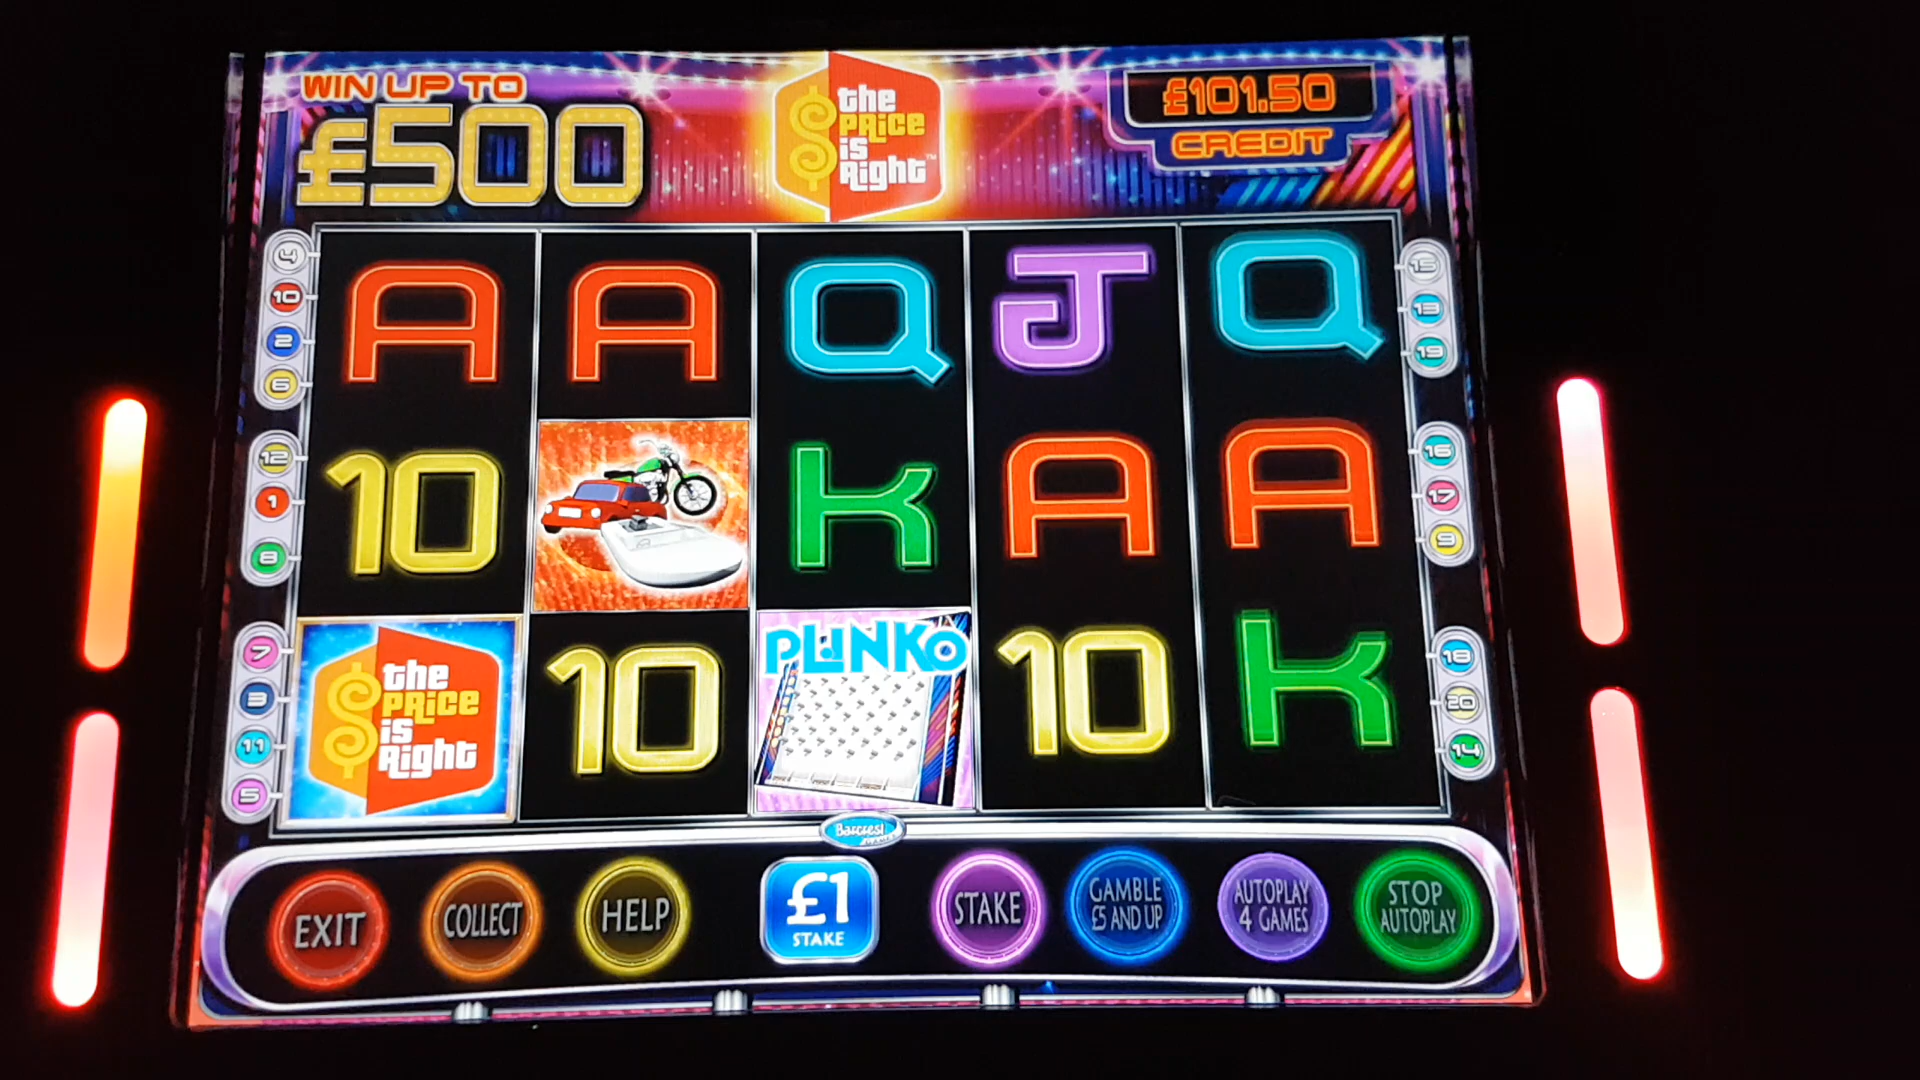 WIN UP TO
£500
the
PRiCE
is
Right™
£101.50
CREDIT
4
10
2
6
12
1
8
7
3
11
5
A A Q J Q
10 K A A
the
PRiCE
is
Right
10
PLiNKO
10 K
15
13
19
16
17
9
18
20
14
Barcrest
EXIT
COLLECT
HELP
£1
STAKE
STAKE
GAMBLE
£5 AND UP
AUTOPLAY
4 GAMES
STOP
AUTOPLAY